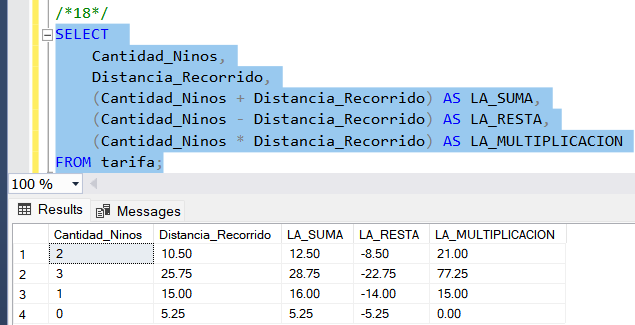 /*18*/
SELECT
Cantidad_Ninos,
Distancia_Recorrido,
(Cantidad_Ninos + Distancia_Recorrido) AS LA_SUMA,
(Cantidad_Ninos - Distancia_Recorrido) AS LA_RESTA,
(Cantidad_Ninos * Distancia_Recorrido) AS LA_MULTIPLICACION
FROM tarifa;
100 %
Results Messages
Cantidad_Ninos Distancia_Recorrido LA_SUMA LA_RESTA LA_MULTIPLICACION
1 2 10.50 12.50 -8.50 21.00
2 3 25.75 28.75 -22.75 77.25
3 1 15.00 16.00 -14.00 15.00
4 0 5.25 5.25 -5.25 0.00